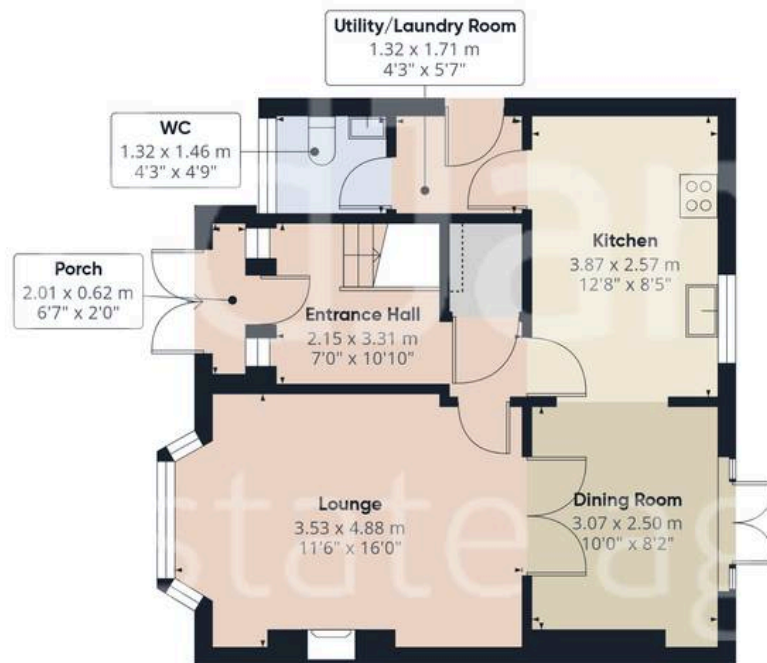 Utility/Laundry Room
1.32 x 1.71 m
4'3" x 5'7"
WC
1.32 x 1.46 m
4'3" x 4'9"
Kitchen
3.87 x 2.57 m
12'8" x 8'5"
Porch
2.01 x 0.62 m
6'7" x 2'0"
Entrance Hall
2.15 x 3.31 m
7'0" x 10'10"
Lounge
3.53 x 4.88 m
11'6" x 16'0"
Dining Room
3.07 x 2.50 m
10'0" x 8'2"